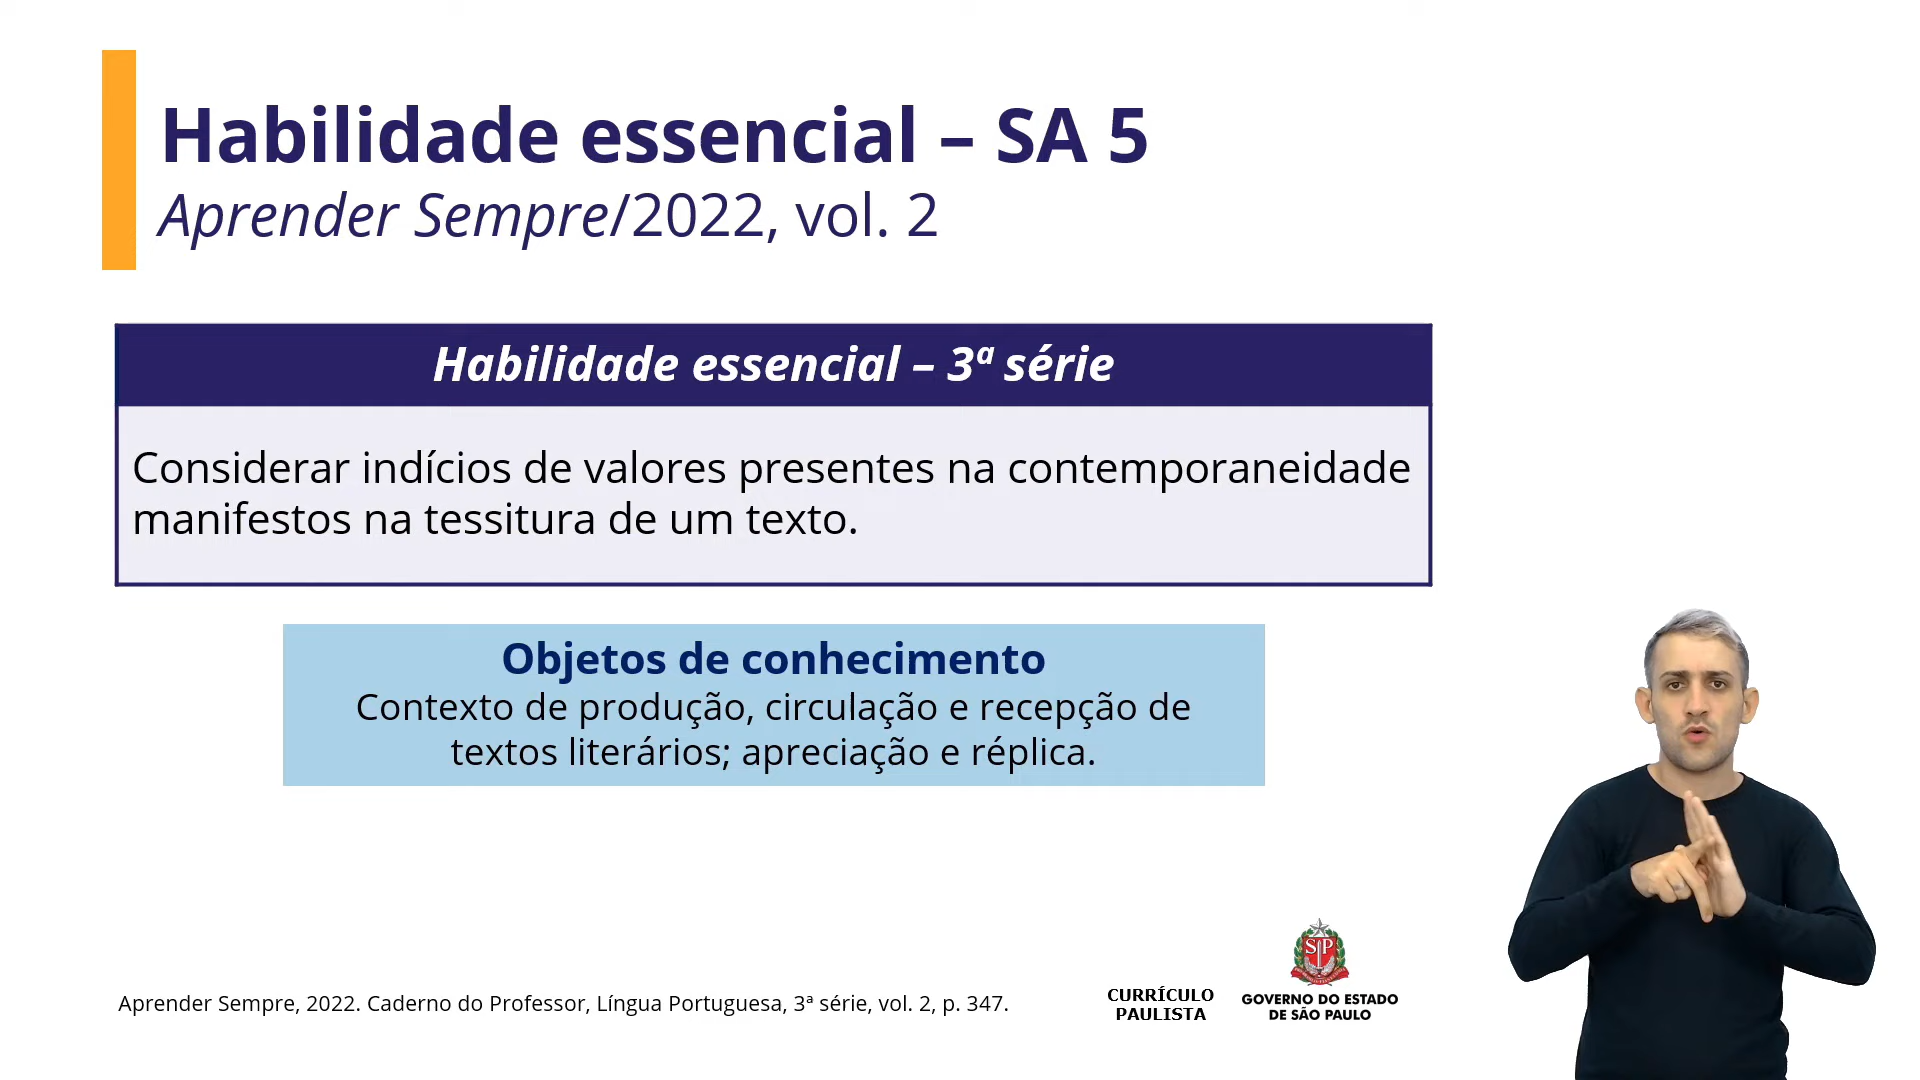 Habilidade essencial – SA 5
Aprender Sempre/2022, vol. 2
Habilidade essencial – 3ª série
Considerar indícios de valores presentes na contemporaneidade
manifestos na tessitura de um texto.
Objetos de conhecimento
Contexto de produção, circulação e recepção de
textos literários; apreciação e réplica.
Aprender Sempre, 2022. Caderno do Professor, Língua Portuguesa, 3ª série, vol. 2, p. 347.
CURRÍCULO
PAULISTA
SP
GOVERNO DO ESTADO
DE SÃO PAULO